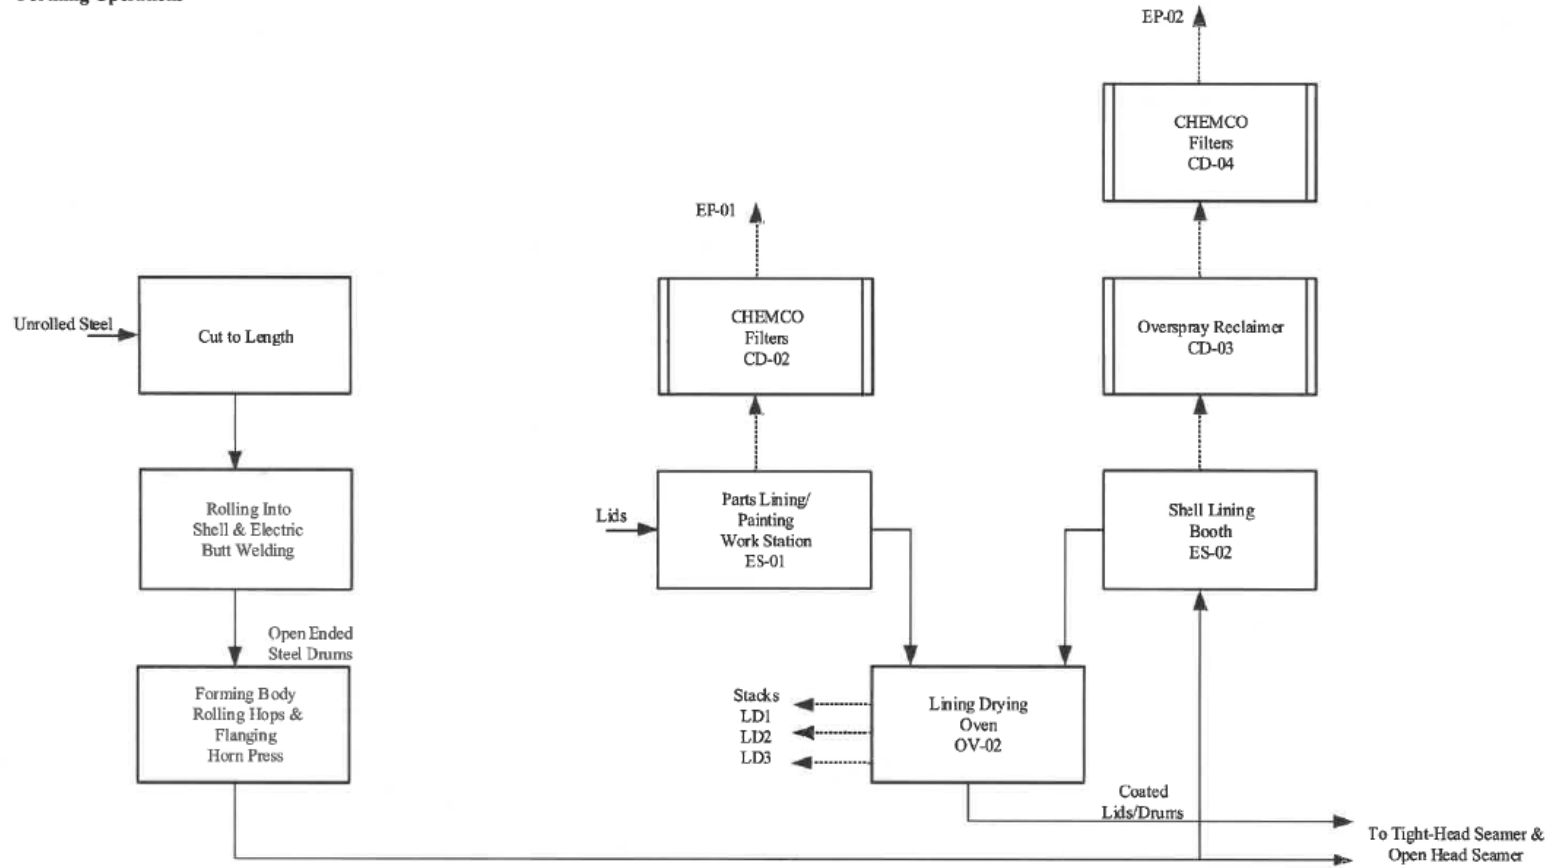 EP-02
CHEMCO
Filters
CD-04
EP-01
Unrolled Steel
Cut to Length
CHEMCO
Filters
CD-02
Overspray Reclaimer
CD-03
Rolling Into
Shell & Electric
Butt Welding
Lids
Parts Lining/
Painting
Work Station
ES-01
Shell Lining
Booth
ES-02
Open Ended
Steel Drums
Forming Body
Rolling Hops &
Flanging
Horn Press
Stacks
LD1
LD2
LD3
Lining Drying
Oven
OV-02
Coated
Lids/Drums
To Tight-Head Seamer &
Open Head Seamer